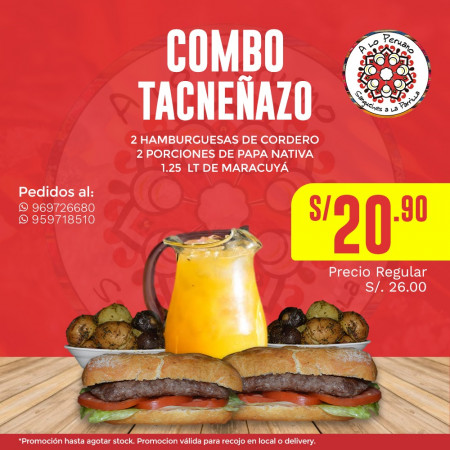 COMBO
TACNEÑAZO
2 HAMBURGUESAS DE CORDERO
2 PORCIONES DE PAPA NATIVA
1.25 LT DE MARACUYÁ
A Lo Peruano
Sanguches a La Parrilla
Pedidos al:
969726680
959718510
S/20.90
Precio Regular
S/. 26.00
*Promoción hasta agotar stock. Promocion válida para recojo en local o delivery.